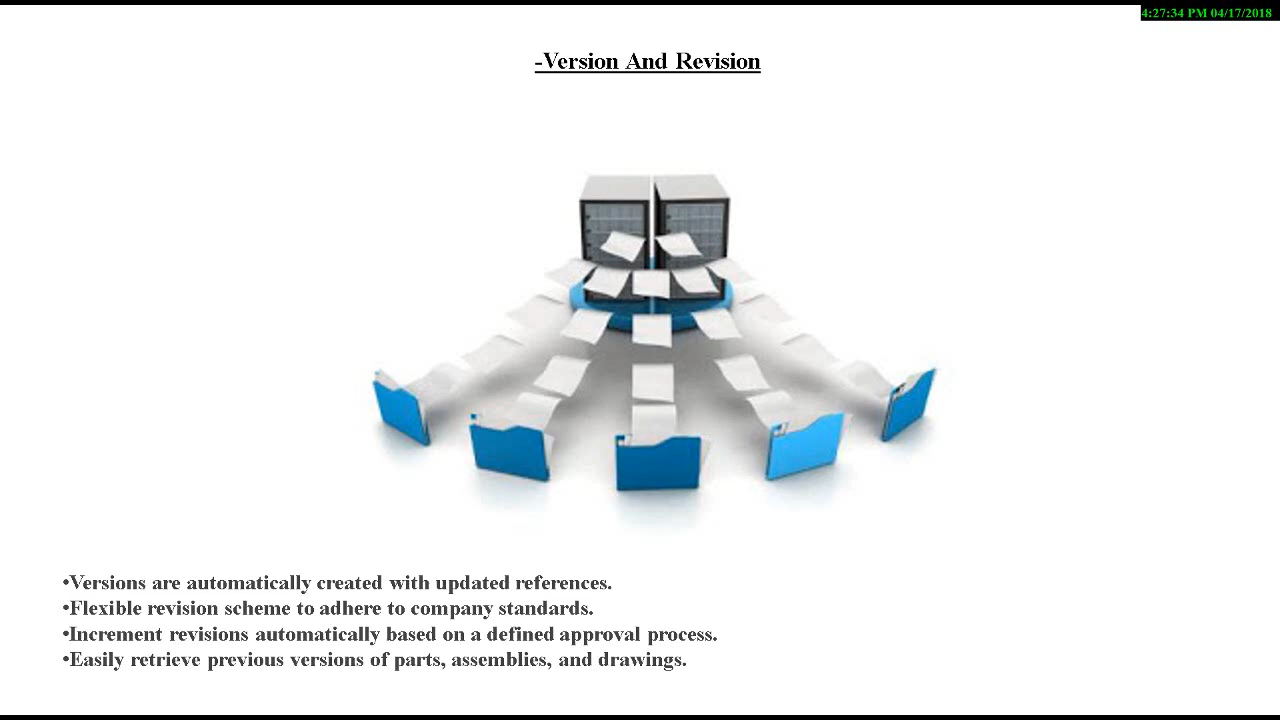 4:27:34 PM 04/17/2018
-Version And Revision
•Versions are automatically created with updated references.
•Flexible revision scheme to adhere to company standards.
•Increment revisions automatically based on a defined approval process.
•Easily retrieve previous versions of parts, assemblies, and drawings.